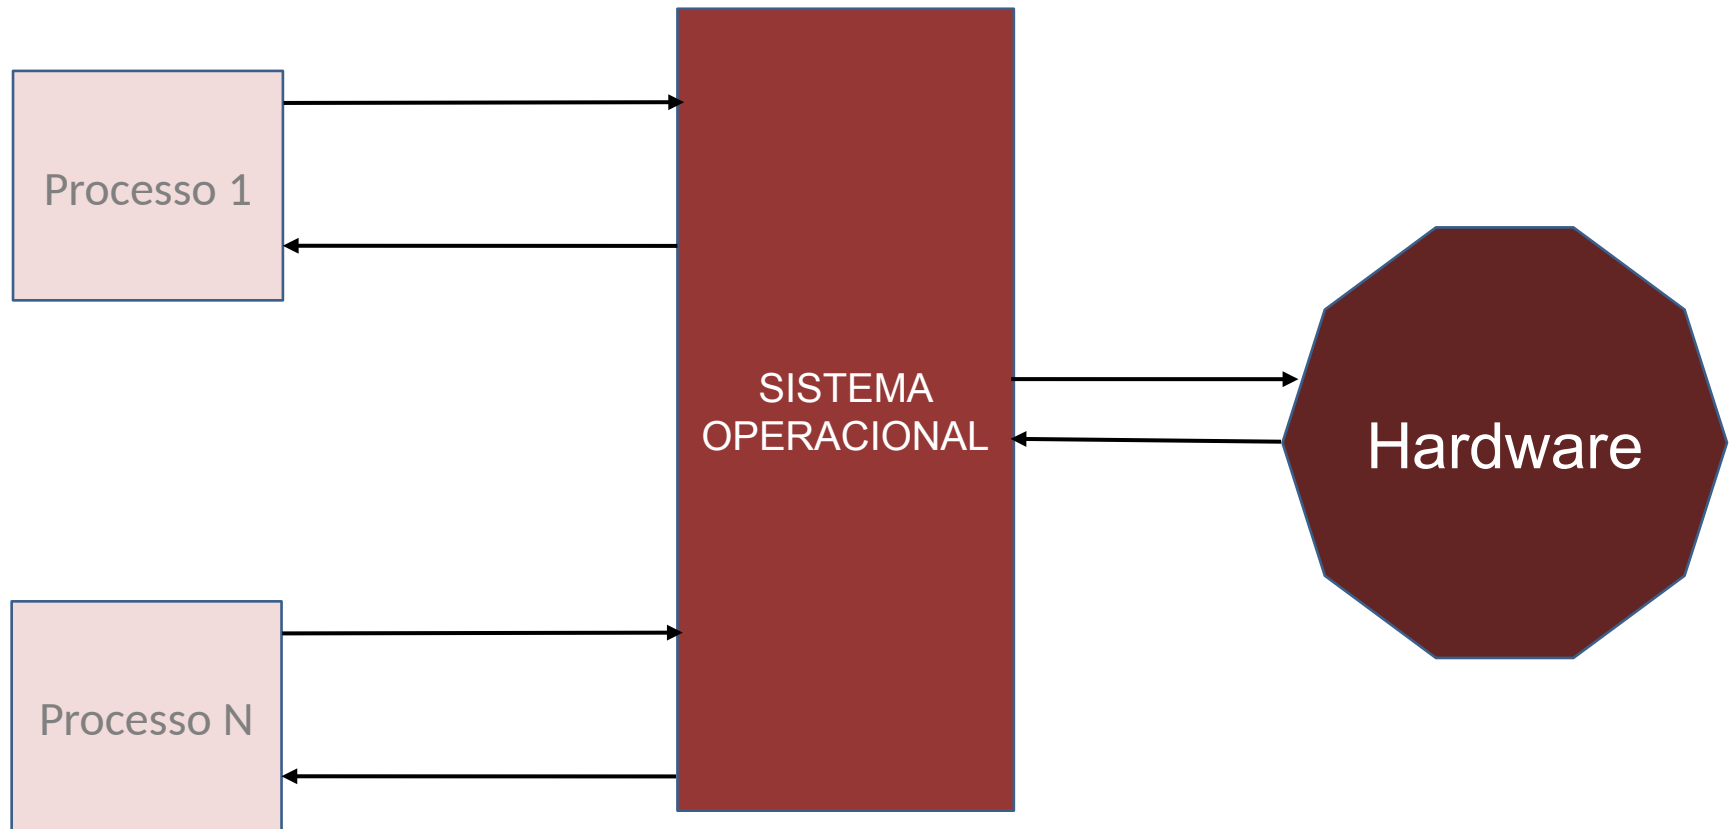 Processo 1
SISTEMA
OPERACIONAL
Hardware
Processo N